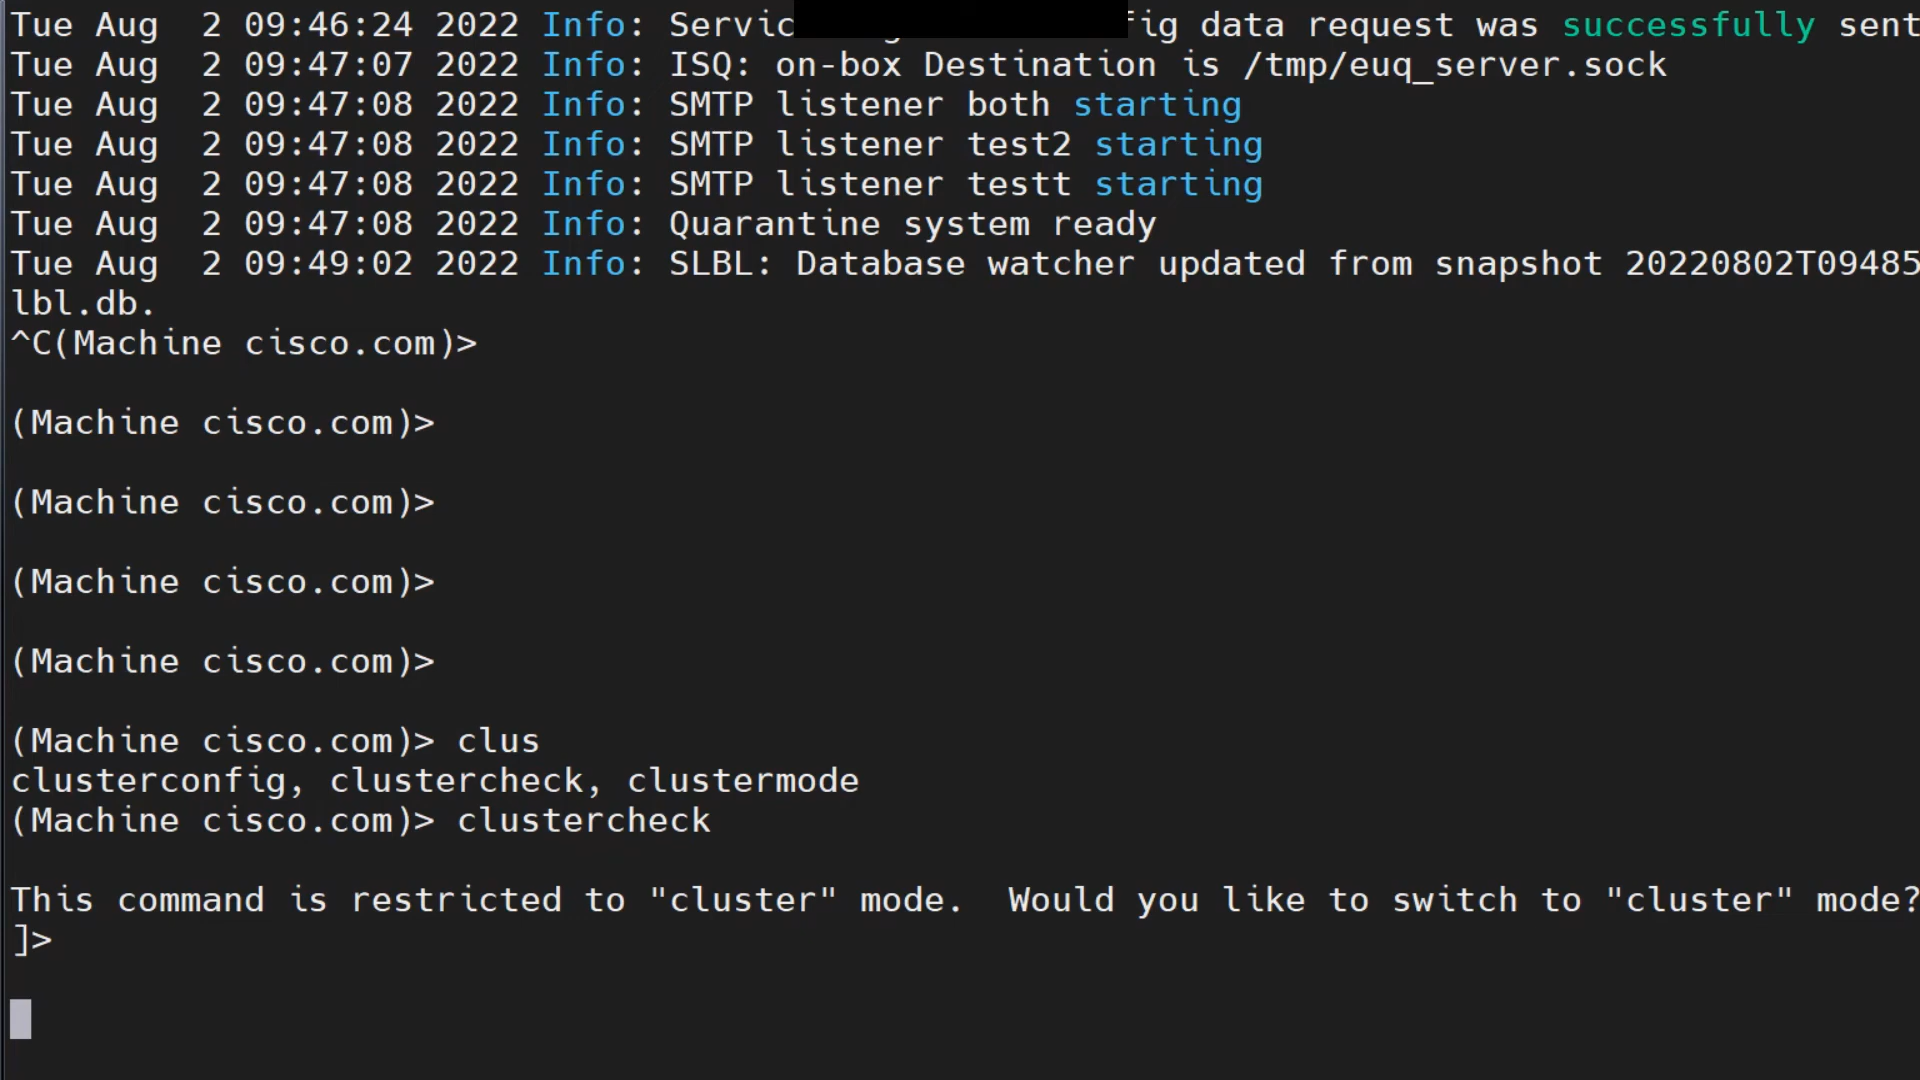 Tue Aug  2 09:46:24 2022 Info: Servic ig data request was successfully sent
Tue Aug  2 09:47:07 2022 Info: ISQ: on-box Destination is /tmp/euq_server.sock
Tue Aug  2 09:47:08 2022 Info: SMTP listener both starting
Tue Aug  2 09:47:08 2022 Info: SMTP listener test2 starting
Tue Aug  2 09:47:08 2022 Info: SMTP listener testt starting
Tue Aug  2 09:47:08 2022 Info: Quarantine system ready
Tue Aug  2 09:49:02 2022 Info: SLBL: Database watcher updated from snapshot 20220802T09485
lbl.db.
^C(Machine cisco.com)>
(Machine cisco.com)>
(Machine cisco.com)>
(Machine cisco.com)>
(Machine cisco.com)>
(Machine cisco.com)> clus
clusterconfig, clustercheck, clustermode
(Machine cisco.com)> clustercheck
This command is restricted to "cluster" mode.  Would you like to switch to "cluster" mode?
]>